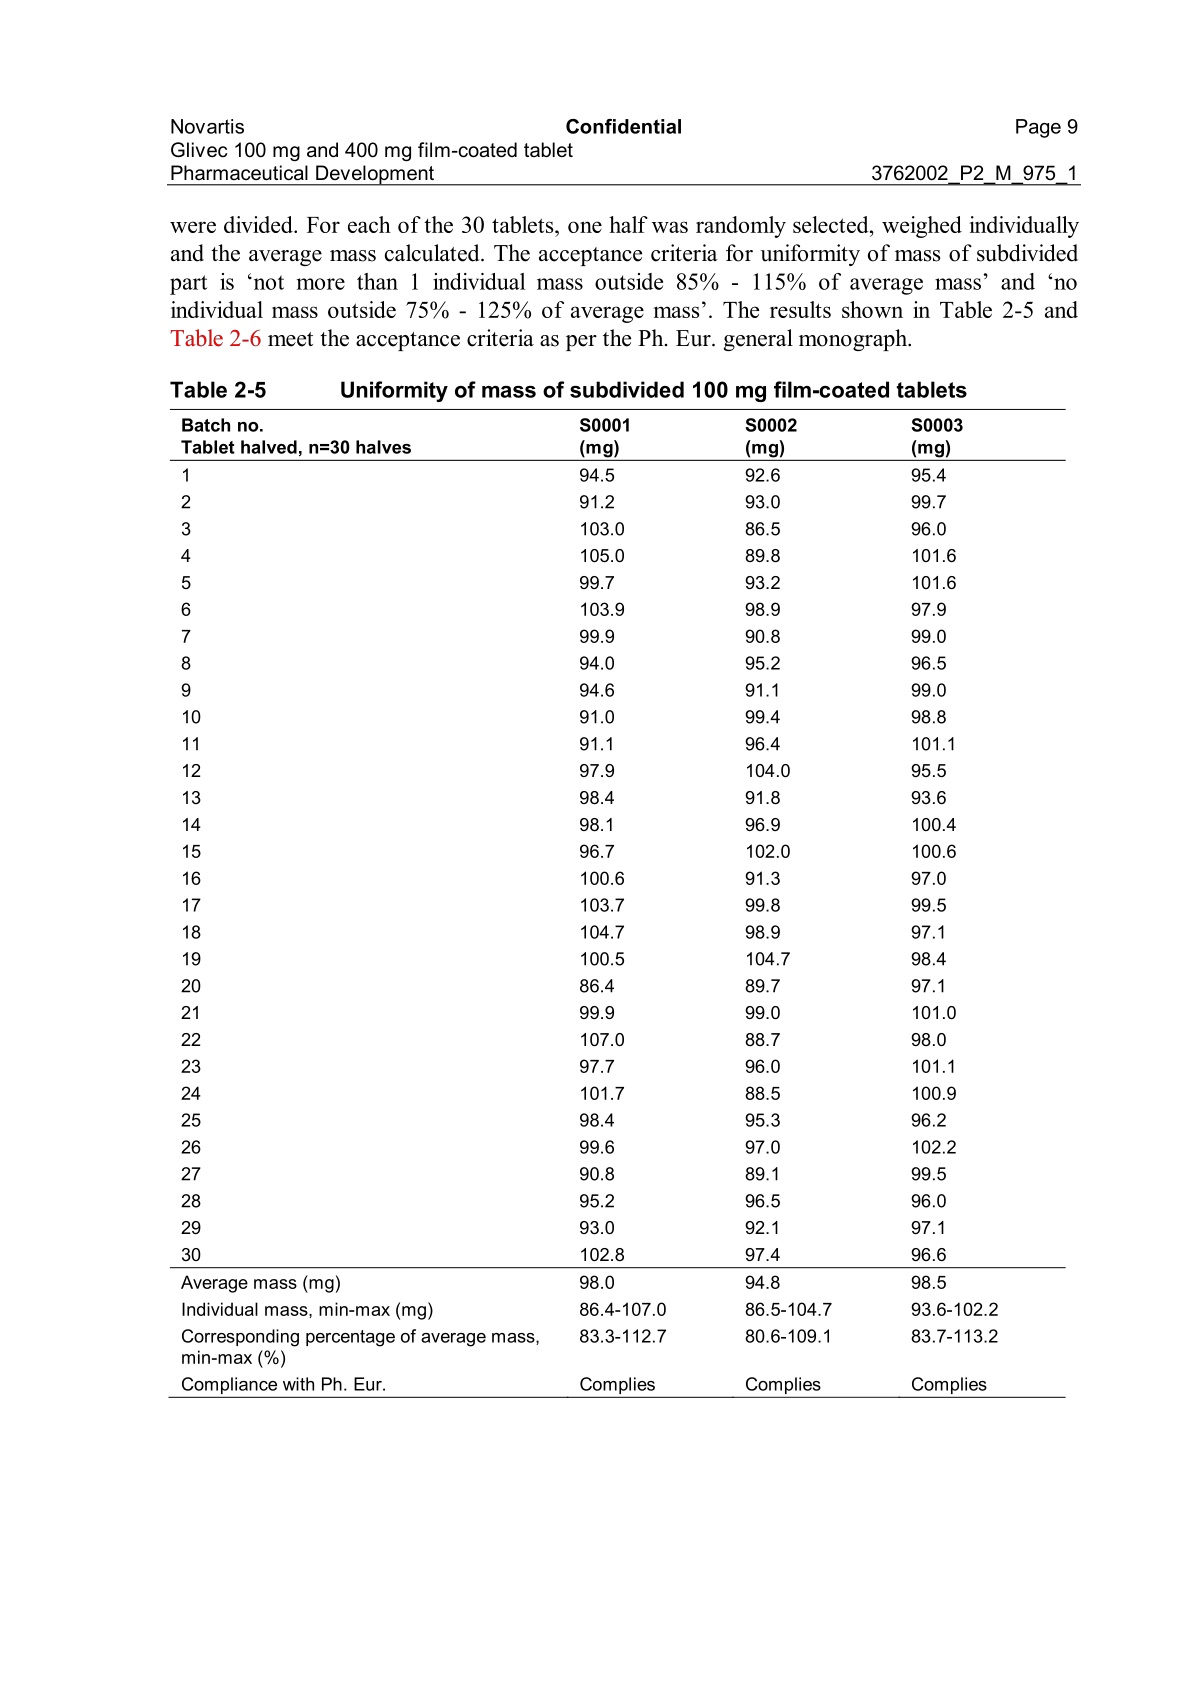 Novartis Confidential Page 9
Glivec 100 mg and 400 mg film-coated tablet
Pharmaceutical Development 3762002_P2_M_975_1
were divided. For each of the 30 tablets, one half was randomly selected, weighed individually
and the average mass calculated. The acceptance criteria for uniformity of mass of subdivided
part is ‘not more than 1 individual mass outside 85% - 115% of average mass’ and ‘no
individual mass outside 75% - 125% of average mass’. The results shown in Table 2-5 and
Table 2-6 meet the acceptance criteria as per the Ph. Eur. general monograph.
Table 2-5 Uniformity of mass of subdivided 100 mg film-coated tablets
Batch no. S0001 S0002 S0003
Tablet halved, n=30 halves (mg) (mg) (mg)
1 94.5 92.6 95.4
2 91.2 93.0 99.7
3 103.0 86.5 96.0
4 105.0 89.8 101.6
5 99.7 93.2 101.6
6 103.9 98.9 97.9
7 99.9 90.8 99.0
8 94.0 95.2 96.5
9 94.6 91.1 99.0
10 91.0 99.4 98.8
11 91.1 96.4 101.1
12 97.9 104.0 95.5
13 98.4 91.8 93.6
14 98.1 96.9 100.4
15 96.7 102.0 100.6
16 100.6 91.3 97.0
17 103.7 99.8 99.5
18 104.7 98.9 97.1
19 100.5 104.7 98.4
20 86.4 89.7 97.1
21 99.9 99.0 101.0
22 107.0 88.7 98.0
23 97.7 96.0 101.1
24 101.7 88.5 100.9
25 98.4 95.3 96.2
26 99.6 97.0 102.2
27 90.8 89.1 99.5
28 95.2 96.5 96.0
29 93.0 92.1 97.1
30 102.8 97.4 96.6
Average mass (mg) 98.0 94.8 98.5
Individual mass, min-max (mg) 86.4-107.0 86.5-104.7 93.6-102.2
Corresponding percentage of average mass, 83.3-112.7 80.6-109.1 83.7-113.2
min-max (%)
Compliance with Ph. Eur. Complies Complies Complies